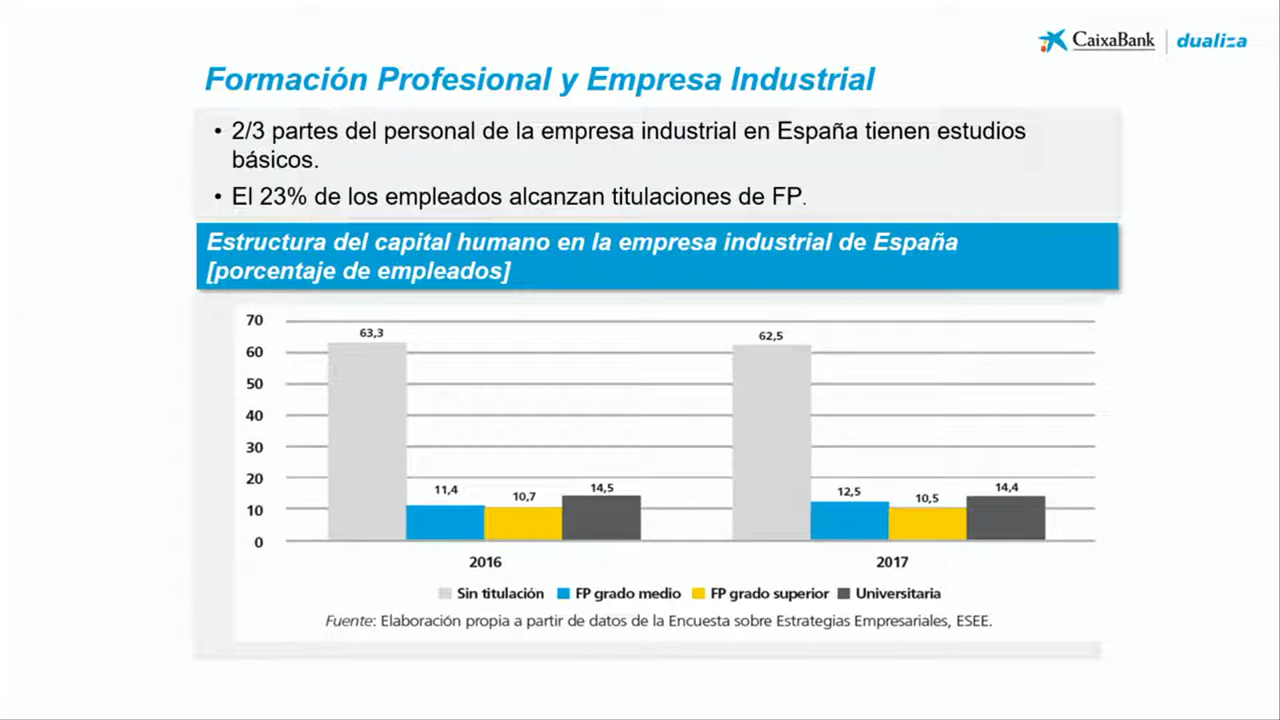 CaixaBank | dualiza
Formación Profesional y Empresa Industrial
• 2/3 partes del personal de la empresa industrial en España tienen estudios
básicos.
• El 23% de los empleados alcanzan titulaciones de FP.
Estructura del capital humano en la empresa industrial de España
[porcentaje de empleados]
70
60
50
40
30
20
10
0
63,3
11,4
10,7
14,5
62,5
12,5
10,5
14,4
2016
2017
Sin titulación FP grado medio FP grado superior Universitaria
Fuente: Elaboración propia a partir de datos de la Encuesta sobre Estrategias Empresariales, ESEE.